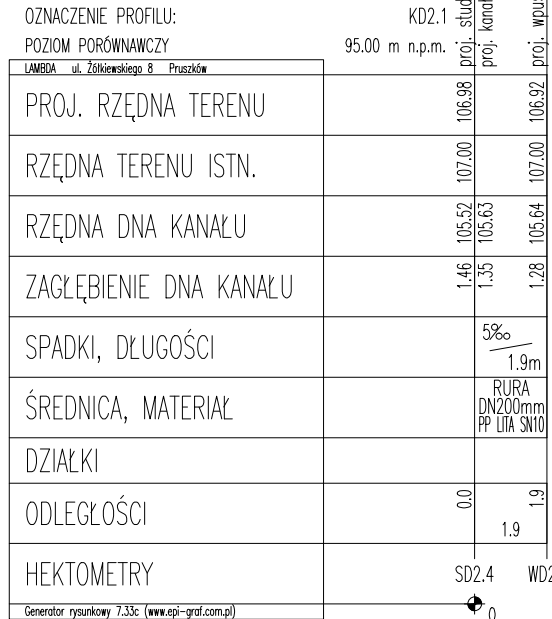 OZNACZENIE PROFILU: KD2.1
POZIOM PORÓWNAWCZY 95.00 m n.p.m.
proj. stud
proj. kanał
proj. wpus
LAMBDA ul. Żółkiewskiego 8 Pruszków
PROJ. RZĘDNA TERENU 106.98 106.92
RZĘDNA TERENU ISTN. 107.00 107.00
RZĘDNA DNA KANAŁU 105.52 105.63 105.64
ZAGŁĘBIENIE DNA KANAŁU 1.46 1.35 1.28
SPADKI, DŁUGOŚCI 5‰
1.9m
ŚREDNICA, MATERIAŁ RURA
DN200mm
PP LITA SN10
DZIAŁKI
ODLEGŁOŚCI 0.0 1.9
1.9
HEKTOMETRY SD2.4 WD2
Generator rysunkowy 7.33c (www.epi-graf.com.pl) 0